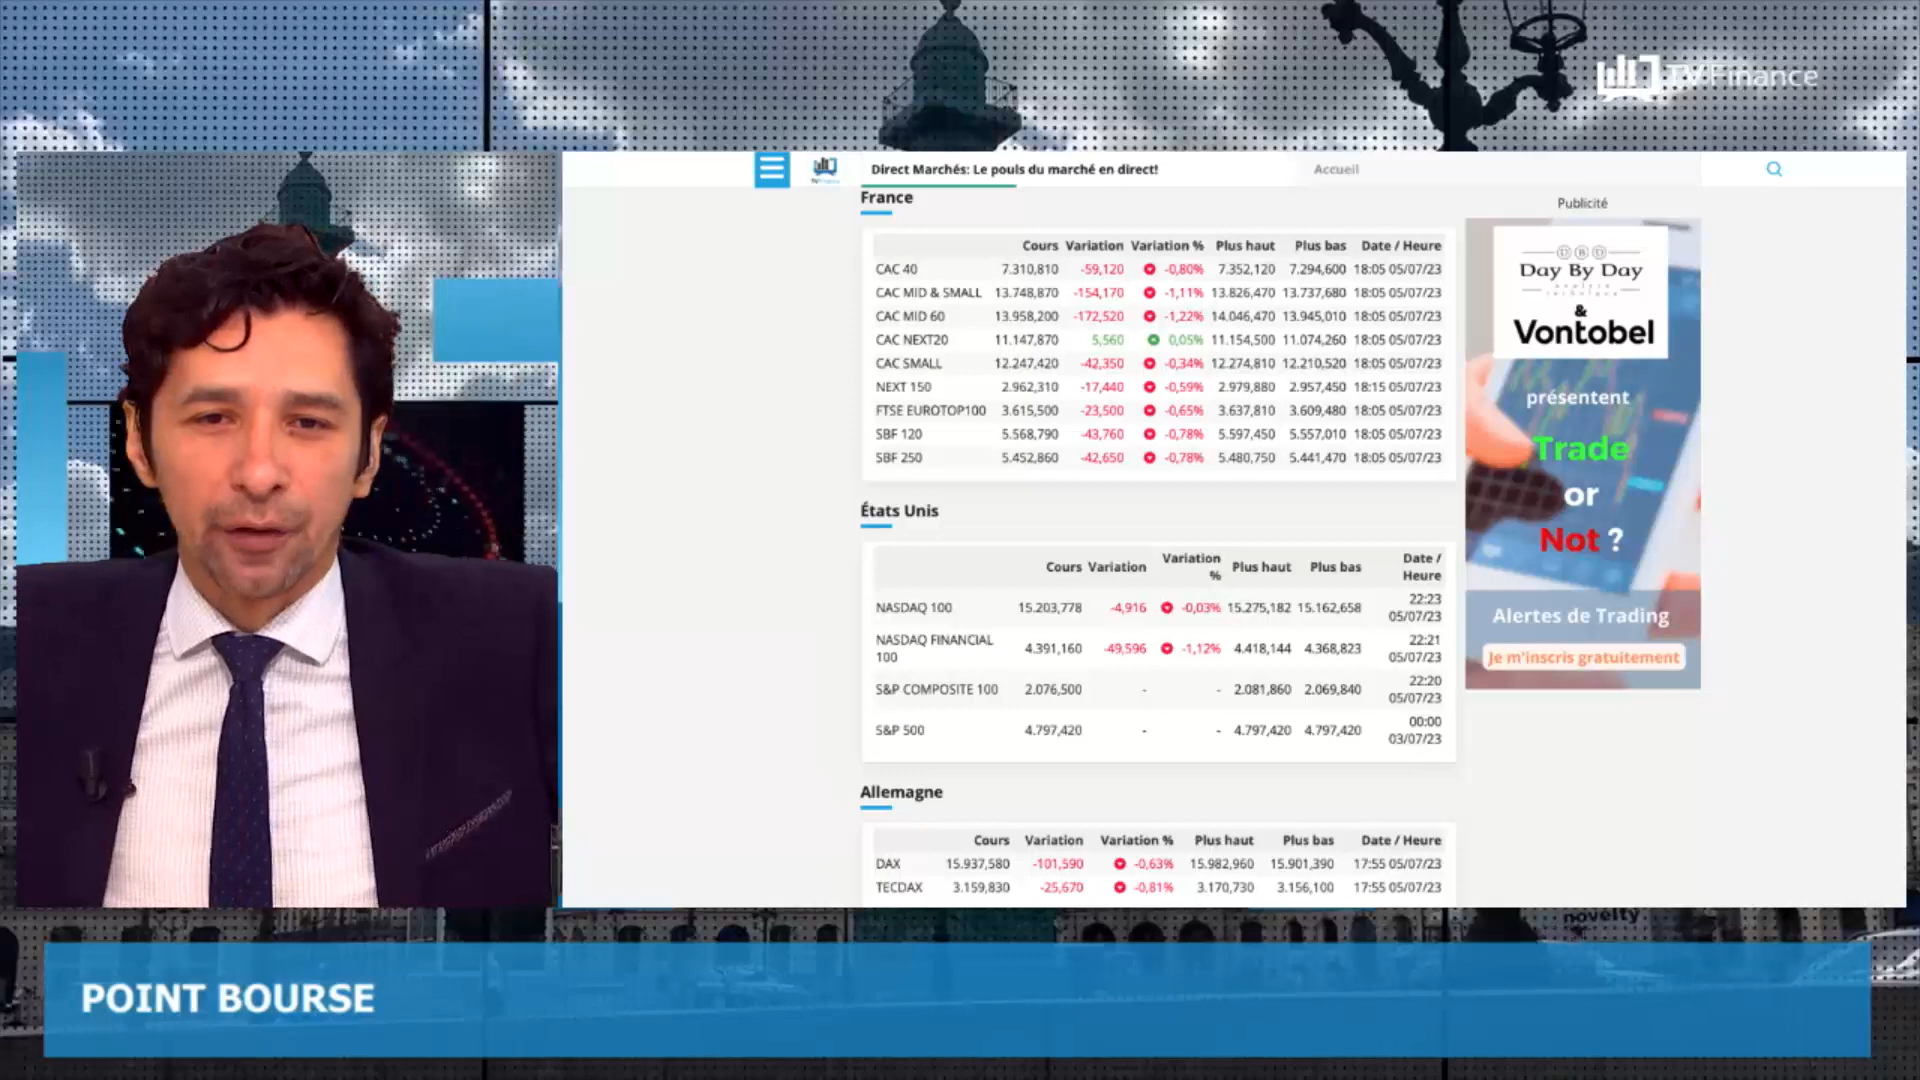 TVFinance
Direct Marchés: Le pouls du marché en direct!
Accueil
France
Cours Variation Variation % Plus haut Plus bas Date / Heure
CAC 40 7.310,810 -59,120 -0,80% 7.352,120 7.294,600 18:05 05/07/23
CAC MID & SMALL 13.748,870 -154,170 -1,11% 13.826,470 13.737,680 18:05 05/07/23
CAC MID 60 13.958,200 -172,520 -1,22% 14.046,470 13.945,010 18:05 05/07/23
CAC NEXT20 11.147,870 5,560 0,05% 11.154,500 11.074,260 18:05 05/07/23
CAC SMALL 12.247,420 -42,350 -0,34% 12.274,810 12.210,520 18:05 05/07/23
NEXT 150 2.962,310 -17,440 -0,59% 2.979,880 2.957,450 18:15 05/07/23
FTSE EUROTOP100 3.615,500 -23,500 -0,65% 3.637,810 3.609,480 18:05 05/07/23
SBF 120 5.568,790 -43,760 -0,78% 5.597,450 5.557,010 18:05 05/07/23
SBF 250 5.452,860 -42,650 -0,78% 5.480,750 5.441,470 18:05 05/07/23
États Unis
Cours Variation Variation % Plus haut Plus bas Date / Heure
NASDAQ 100 15.203,778 -4,916 -0,03% 15.275,182 15.162,658 22:23 05/07/23
NASDAQ FINANCIAL 100 4.391,160 -49,596 -1,12% 4.418,144 4.368,823 22:21 05/07/23
S&P COMPOSITE 100 2.076,500 - - 2.081,860 2.069,840 22:20 05/07/23
S&P 500 4.797,420 - - 4.797,420 4.797,420 00:00 03/07/23
Allemagne
Cours Variation Variation % Plus haut Plus bas Date / Heure
DAX 15.937,580 -101,590 -0,63% 15.982,960 15.901,390 17:55 05/07/23
TECDAX 3.159,830 -25,670 -0,81% 3.170,730 3.156,100 17:55 05/07/23
Publicité
DBD
Day By Day
&
Vontobel
présentent
Trade
or
Not ?
Alertes de Trading
Je m'inscris gratuitement
novelty
POINT BOURSE